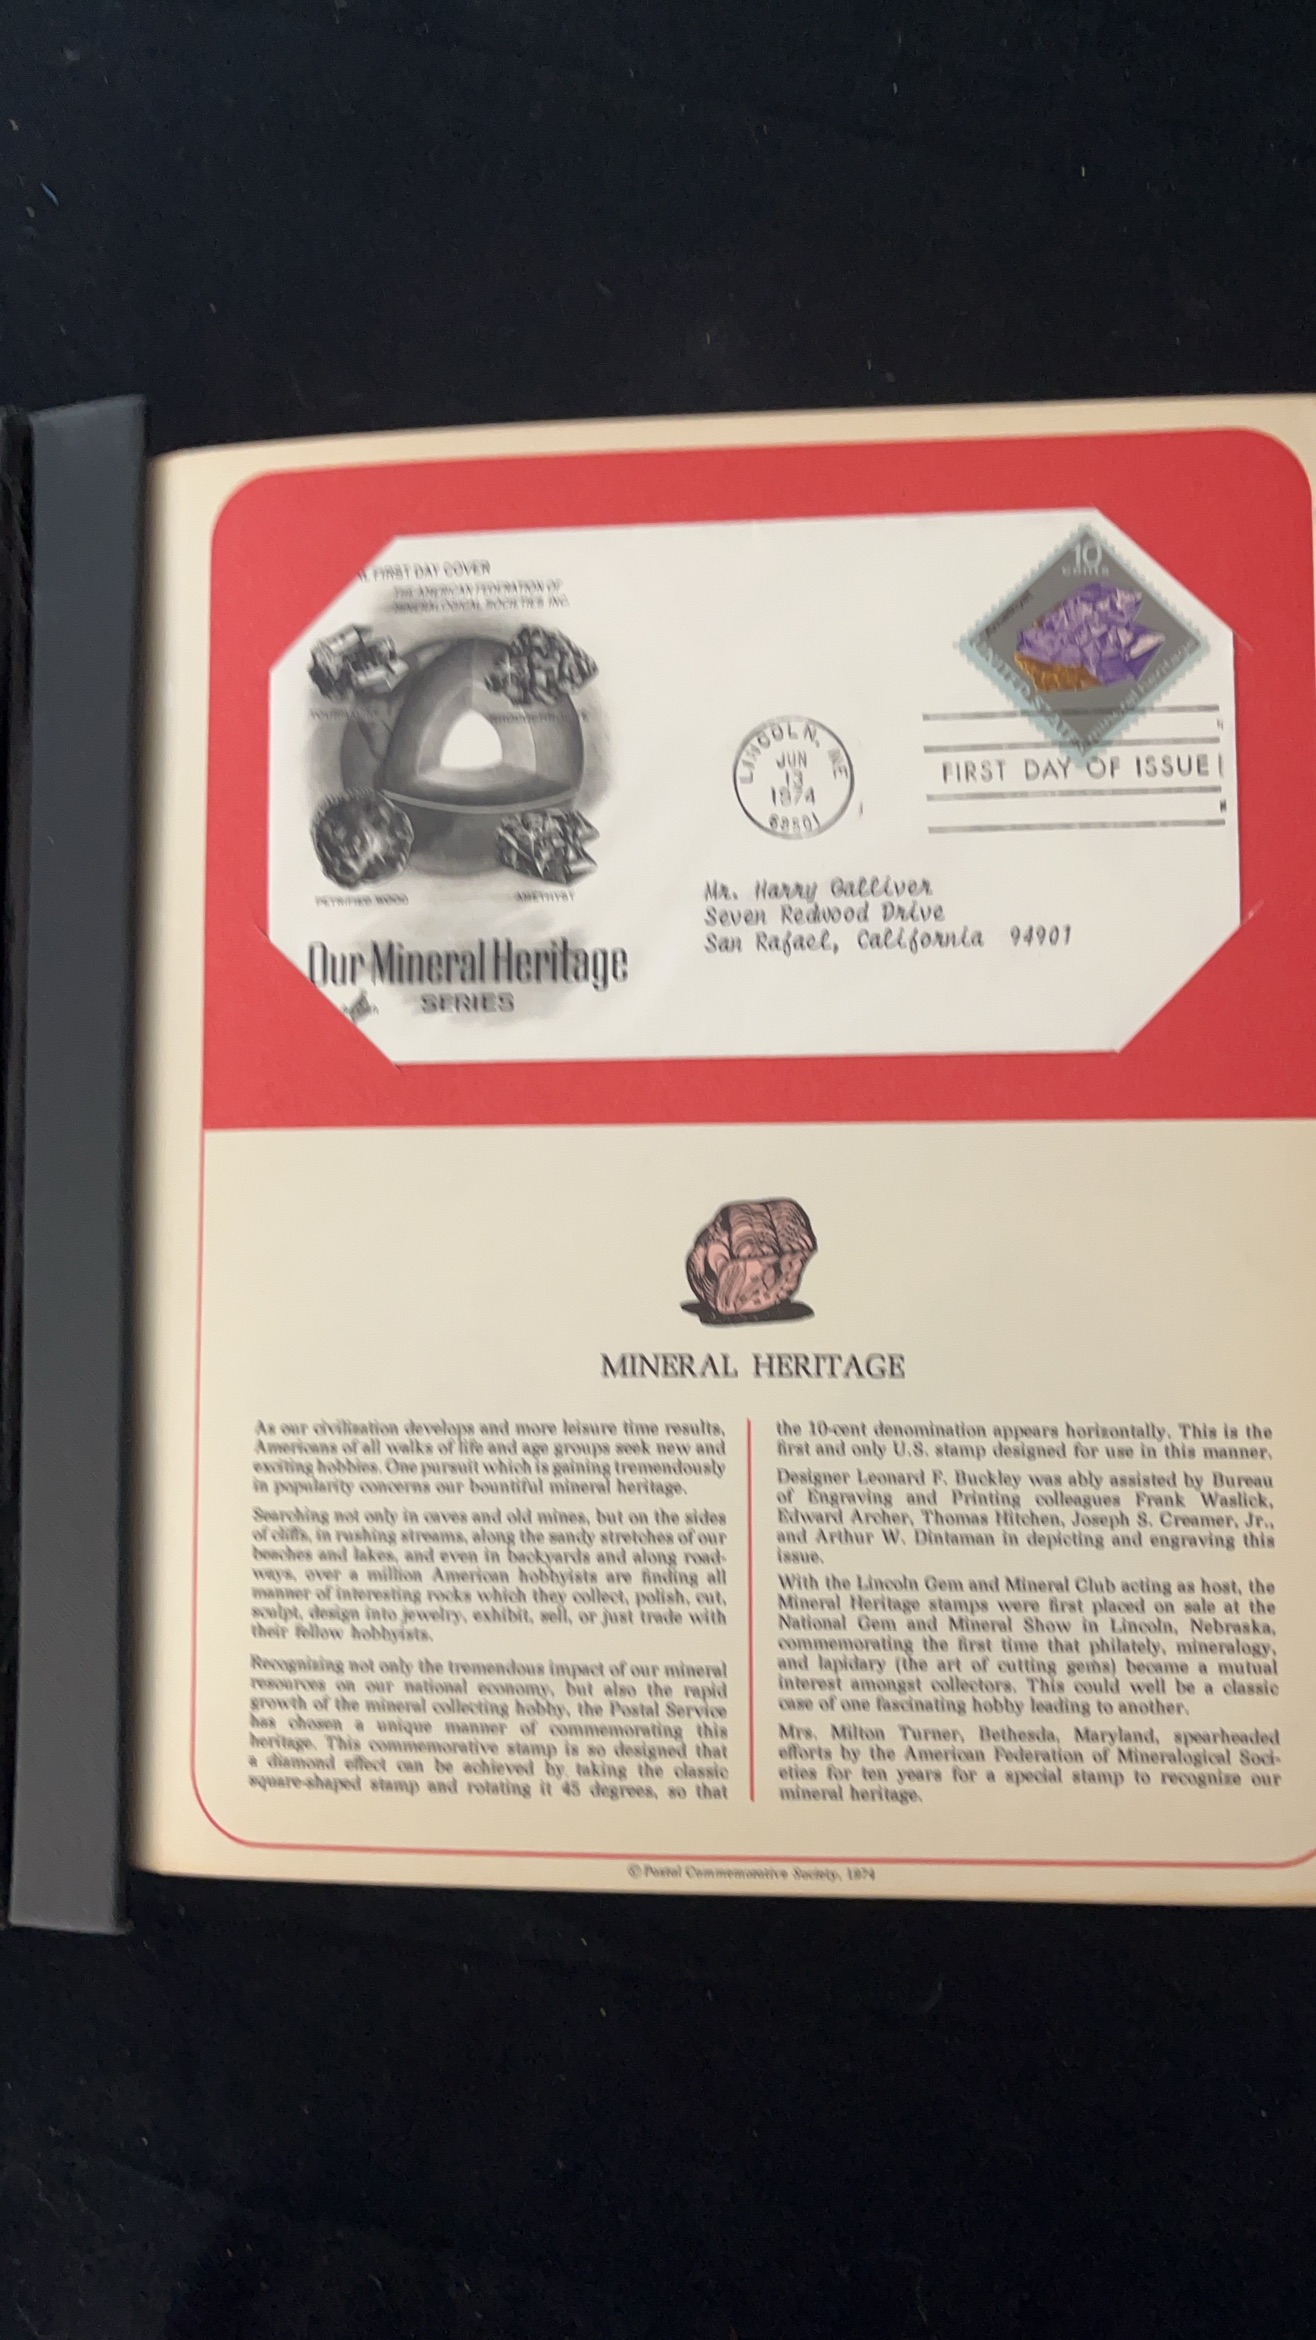 FIRST DAY COVER
THE AMERICAN FEDERATION OF
MINERALOGICAL SOCIETIES INC.
PETRIFIED WOOD
AMETHYST
Our Mineral Heritage
SERIES
10
cents
UNITED STATES
mineral heritage
LINCOLN, NE
JUN
13
1974
68501
FIRST DAY OF ISSUE
Mr. Harry Galliver
Seven Redwood Drive
San Rafael, California 94901
MINERAL HERITAGE
As our civilization develops and more leisure time results,
Americans of all walks of life and age groups seek new and
exciting hobbies. One pursuit which is gaining tremendously
in popularity concerns our bountiful mineral heritage.
Searching not only in caves and old mines, but on the sides
of cliffs, in rushing streams, along the sandy stretches of our
beaches and lakes, and even in backyards and along road-
ways, over a million American hobbyists are finding all
manner of interesting rocks which they collect, polish, cut,
sculpt, design into jewelry, exhibit, sell, or just trade with
their fellow hobbyists.
Recognizing not only the tremendous impact of our mineral
resources on our national economy, but also the rapid
growth of the mineral collecting hobby, the Postal Service
has chosen a unique manner of commemorating this
heritage. This commemorative stamp is so designed that
a diamond effect can be achieved by taking the classic
square-shaped stamp and rotating it 45 degrees, so that
the 10-cent denomination appears horizontally. This is the
first and only U.S. stamp designed for use in this manner.
Designer Leonard F. Buckley was ably assisted by Bureau
of Engraving and Printing colleagues Frank Waslick,
Edward Archer, Thomas Hitchen, Joseph S. Creamer, Jr.,
and Arthur W. Dintaman in depicting and engraving this
issue.
With the Lincoln Gem and Mineral Club acting as host, the
Mineral Heritage stamps were first placed on sale at the
National Gem and Mineral Show in Lincoln, Nebraska,
commemorating the first time that philately, mineralogy,
and lapidary (the art of cutting gems) became a mutual
interest amongst collectors. This could well be a classic
case of one fascinating hobby leading to another.
Mrs. Milton Turner, Bethesda, Maryland, spearheaded
efforts by the American Federation of Mineralogical Soci-
eties for ten years for a special stamp to recognize our
mineral heritage.
© Postal Commemorative Society, 1974